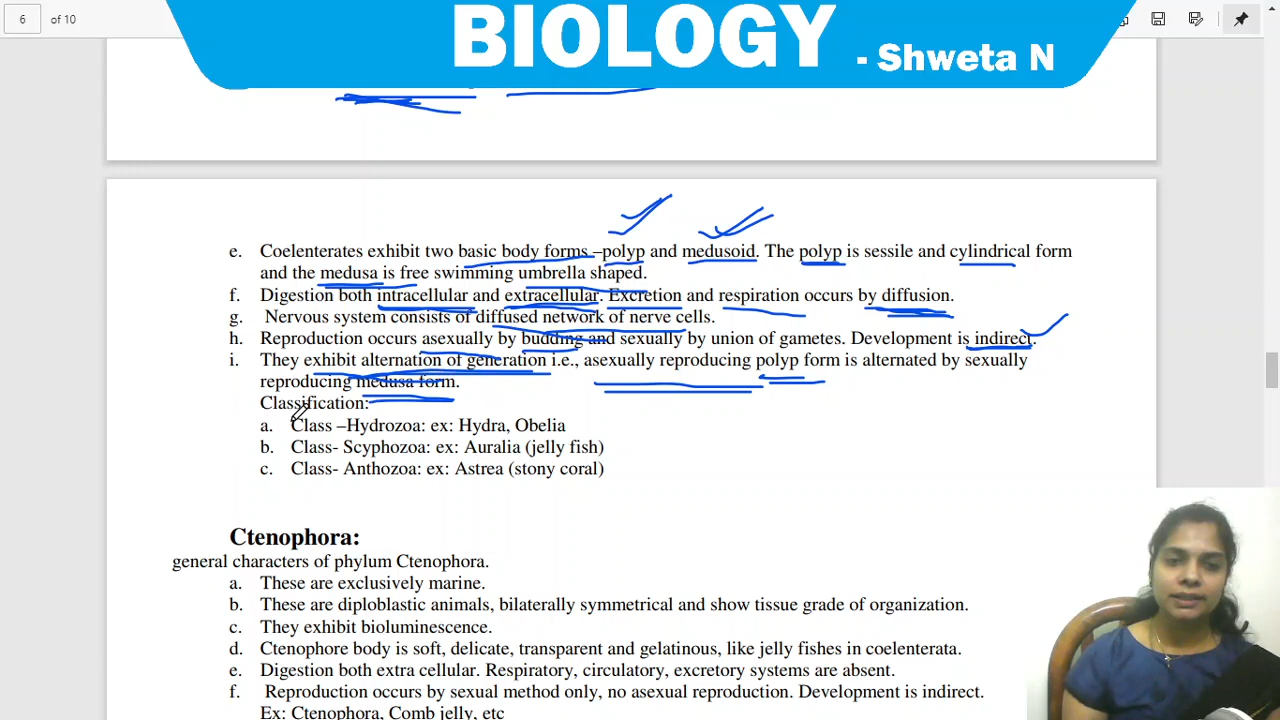 6 of 10
BIOLOGY
- Shweta N
e. Coelenterates exhibit two basic body forms –polyp and medusoid. The polyp is sessile and cylindrical form
and the medusa is free swimming umbrella shaped.
f. Digestion both intracellular and extracellular. Excretion and respiration occurs by diffusion.
g. Nervous system consists of diffused network of nerve cells.
h. Reproduction occurs asexually by budding and sexually by union of gametes. Development is indirect.
i. They exhibit alternation of generation i.e., asexually reproducing polyp form is alternated by sexually
reproducing medusa form.
Classification:
a. Class –Hydrozoa: ex: Hydra, Obelia
b. Class- Scyphozoa: ex: Auralia (jelly fish)
c. Class- Anthozoa: ex: Astrea (stony coral)
Ctenophora:
general characters of phylum Ctenophora.
a. These are exclusively marine.
b. These are diploblastic animals, bilaterally symmetrical and show tissue grade of organization.
c. They exhibit bioluminescence.
d. Ctenophore body is soft, delicate, transparent and gelatinous, like jelly fishes in coelenterata.
e. Digestion both extra cellular. Respiratory, circulatory, excretory systems are absent.
f. Reproduction occurs by sexual method only, no asexual reproduction. Development is indirect.
Ex: Ctenophora, Comb jelly, etc